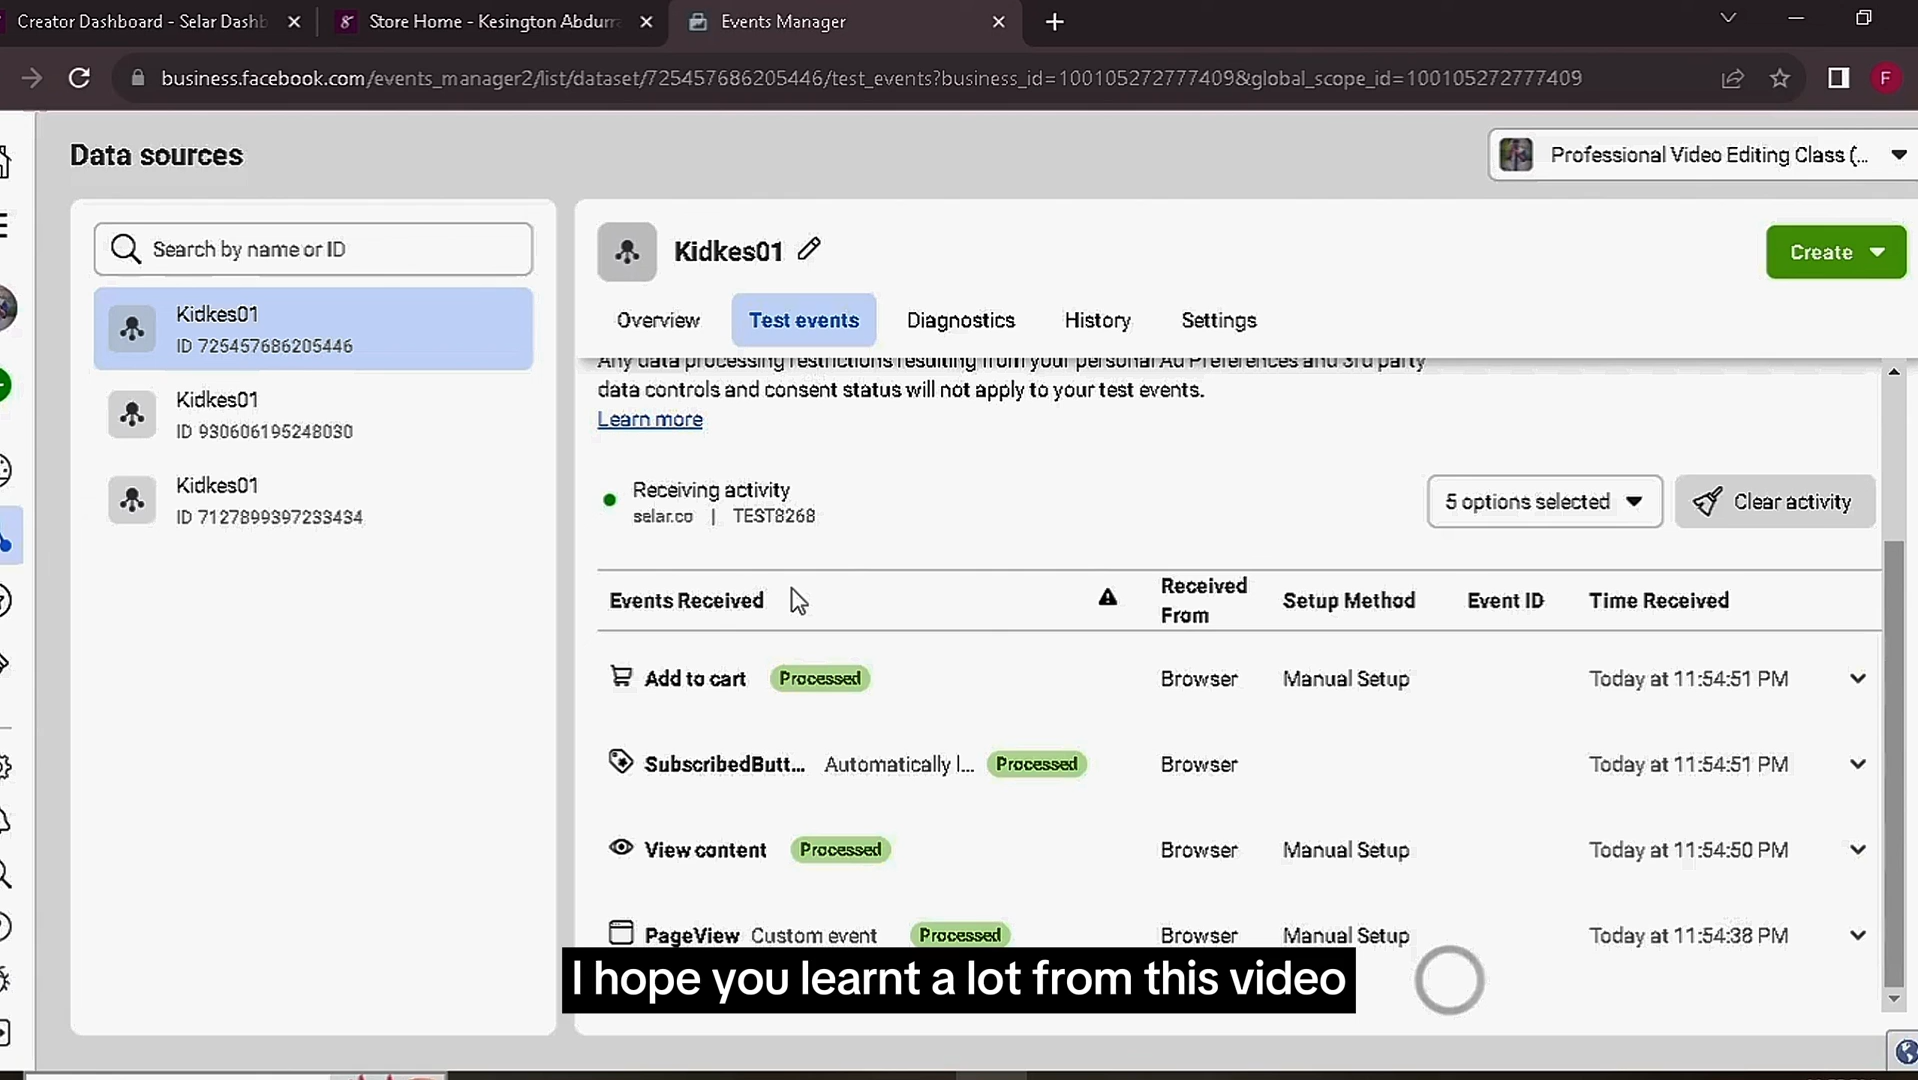 Creator Dashboard - Selar Dashb
Store Home - Kesington Abdurra
Events Manager
business.facebook.com/events_manager2/list/dataset/725457686205446/test_events?business_id=100105272777409&global_scope_id=100105272777409
F
Data sources
Professional Video Editing Class (...
Search by name or ID
Kidkes01
ID 725457686205446
Kidkes01
ID 930606195248030
Kidkes01
ID 7127899397233434
Kidkes01
Create
Overview
Test events
Diagnostics
History
Settings
Any data processing restrictions resulting from your personal Ad Preferences and 3rd party
data controls and consent status will not apply to your test events.
Learn more
Receiving activity
selar.co | TEST8268
5 options selected
Clear activity
Events Received
Received
From
Setup Method
Event ID
Time Received
Add to cart Processed Browser Manual Setup Today at 11:54:51 PM
SubscribedButt... Automatically l... Processed Browser Today at 11:54:51 PM
View content Processed Browser Manual Setup Today at 11:54:50 PM
PageView Custom event Processed Browser Manual Setup Today at 11:54:38 PM
I hope you learnt a lot from this video